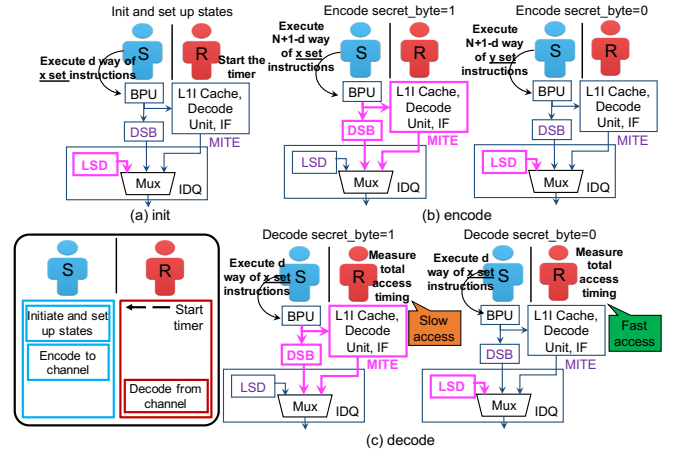 Init and set up states
Execute d way of
x set instructions
S
R
Start the
timer
BPU
L1I Cache,
Decode
Unit, IF
DSB
MITE
LSD
Mux
IDQ
(a) init
Encode secret_byte=1
Execute
N+1-d way
of x set
instructions
S
R
BPU
L1I Cache,
Decode
Unit, IF
DSB
MITE
LSD
Mux
IDQ
Encode secret_byte=0
Execute
N+1-d way
of y set
instructions
S
R
BPU
L1I Cache,
Decode
Unit, IF
DSB
MITE
LSD
Mux
IDQ
(b) encode
S
R
Initiate and set
up states
Start
timer
Encode to
channel
Decode from
channel
Decode secret_byte=1
Execute d
way of x set
instructions
S
R
Measure
total
access
timing
BPU
L1I Cache,
Decode
Unit, IF
Slow
access
DSB
MITE
LSD
Mux
IDQ
Decode secret_byte=0
Execute d
way of x set
instructions
S
R
Measure
total
access
timing
BPU
L1I Cache,
Decode
Unit, IF
Fast
access
DSB
MITE
LSD
Mux
IDQ
(c) decode